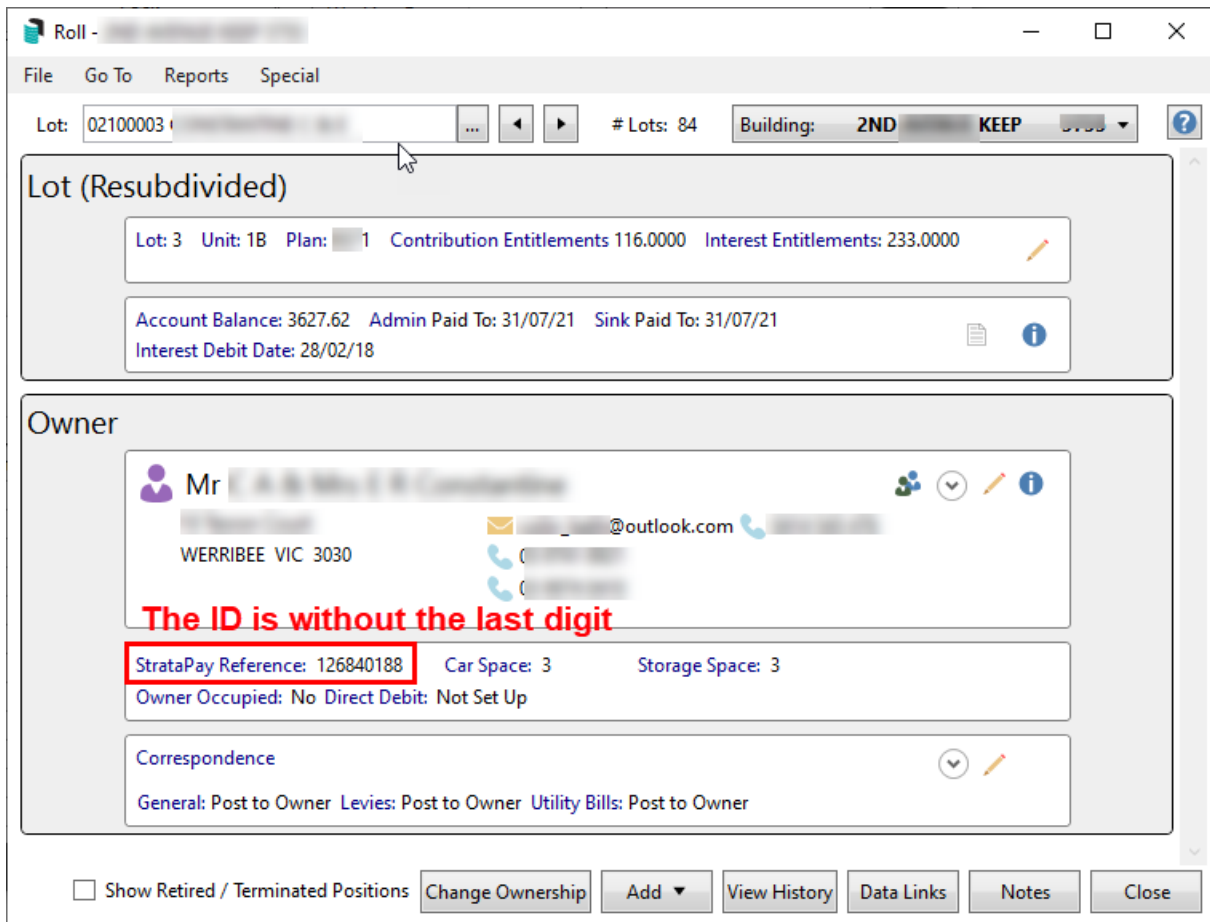 Roll -
File Go To Reports Special
Lot: 02100003 ... # Lots: 84 Building: 2ND KEEP ?
Lot (Resubdivided)
Lot: 3 Unit: 1B Plan: 1 Contribution Entitlements 116.0000 Interest Entitlements: 233.0000
Account Balance: 3627.62 Admin Paid To: 31/07/21 Sink Paid To: 31/07/21
Interest Debit Date: 28/02/18
Owner
Mr
@outlook.com
WERRIBEE VIC 3030
The ID is without the last digit
StrataPay Reference: 126840188 Car Space: 3 Storage Space: 3
Owner Occupied: No Direct Debit: Not Set Up
Correspondence
General: Post to Owner Levies: Post to Owner Utility Bills: Post to Owner
Show Retired / Terminated Positions Change Ownership Add View History Data Links Notes Close